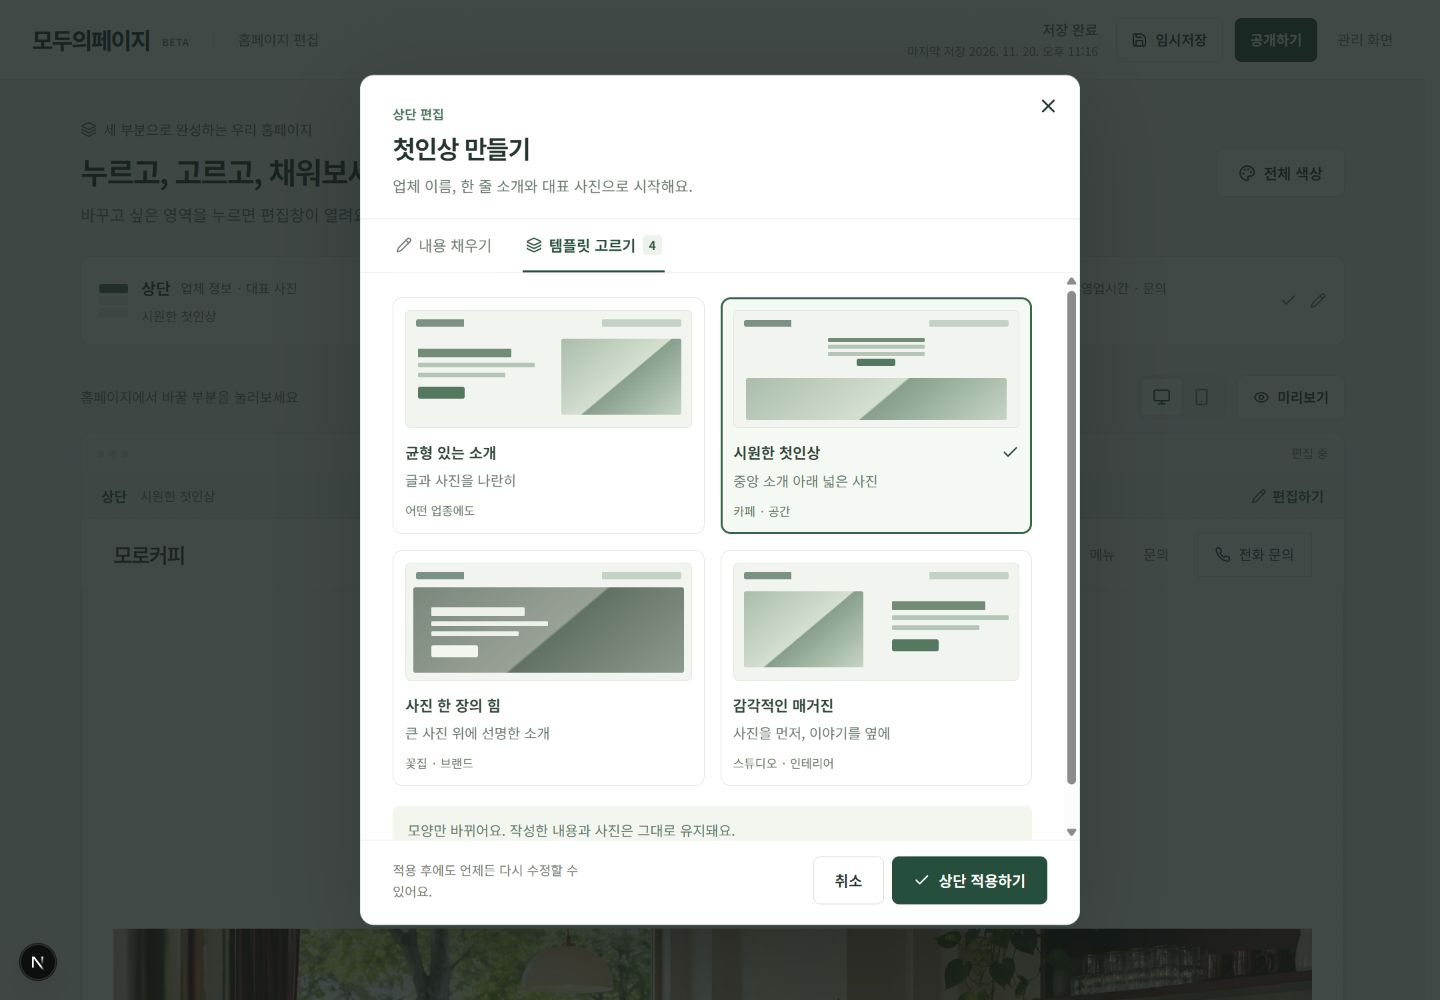 모두의페이지 BETA 홈페이지 편집
저장 완료
마지막 저장 2026. 11. 20. 오후 11:16
임시저장
공개하기
관리 화면
세 부분으로 완성하는 우리 홈페이지
누르고, 고르고, 채워보
바꾸고 싶은 영역을 누르면 편집창이 열려
전체 색상
상단 업체 정보 · 대표 사진
시원한 첫인상
영업시간 · 문의
홈페이지에서 바꿀 부분을 눌러보세요
미리보기
편집 중
상단 시원한 첫인상
편집하기
모로커피
메뉴
문의
전화 문의
상단 편집
첫인상 만들기
업체 이름, 한 줄 소개와 대표 사진으로 시작해요.
내용 채우기
템플릿 고르기 4
균형 있는 소개
글과 사진을 나란히
어떤 업종에도
시원한 첫인상
중앙 소개 아래 넓은 사진
카페 · 공간
사진 한 장의 힘
큰 사진 위에 선명한 소개
꽃집 · 브랜드
감각적인 매거진
사진을 먼저, 이야기를 옆에
스튜디오 · 인테리어
모양만 바뀌어요. 작성한 내용과 사진은 그대로 유지돼요.
적용 후에도 언제든 다시 수정할 수
있어요.
취소
상단 적용하기
N